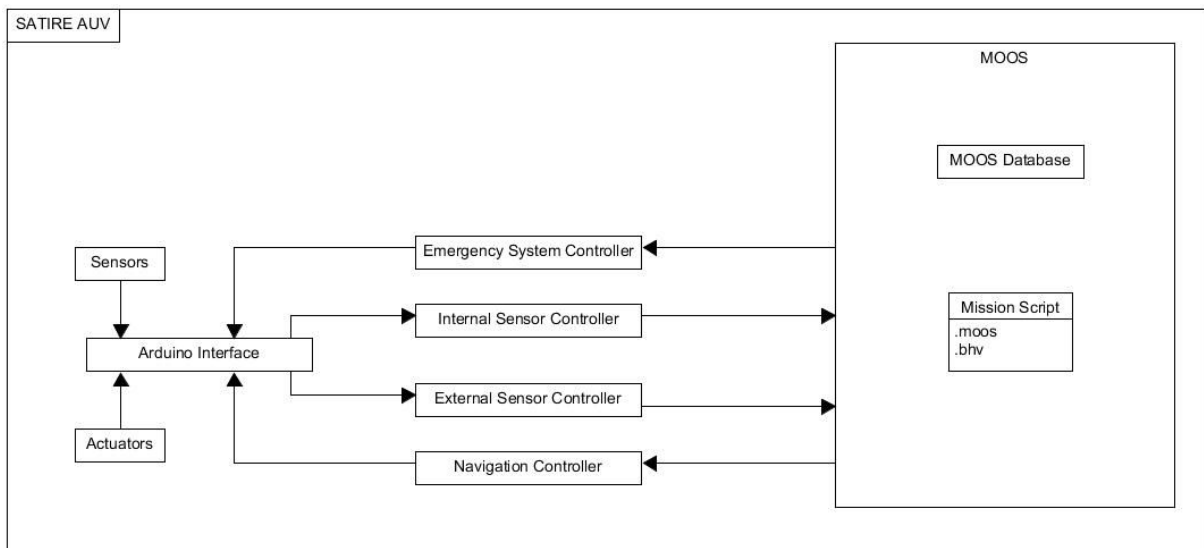 SATIRE AUV
MOOS
MOOS Database
Emergency System Controller
Sensors
Internal Sensor Controller
Mission Script
.moos
.bhv
Arduino Interface
External Sensor Controller
Actuators
Navigation Controller